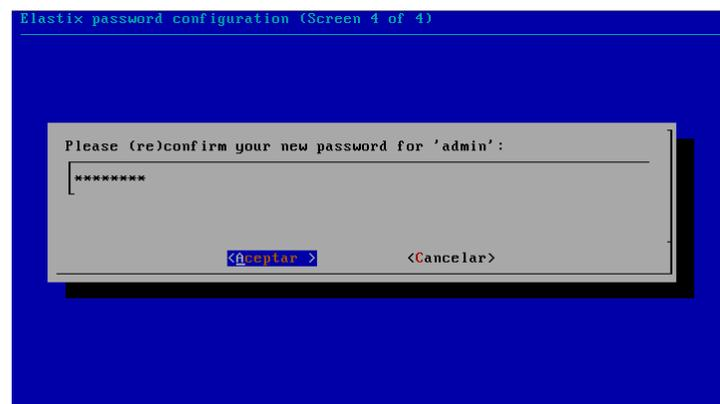 Elastix password configuration (Screen 4 of 4)
Please (re)confirm your new password for 'admin':
********
<Aceptar > <Cancelar>